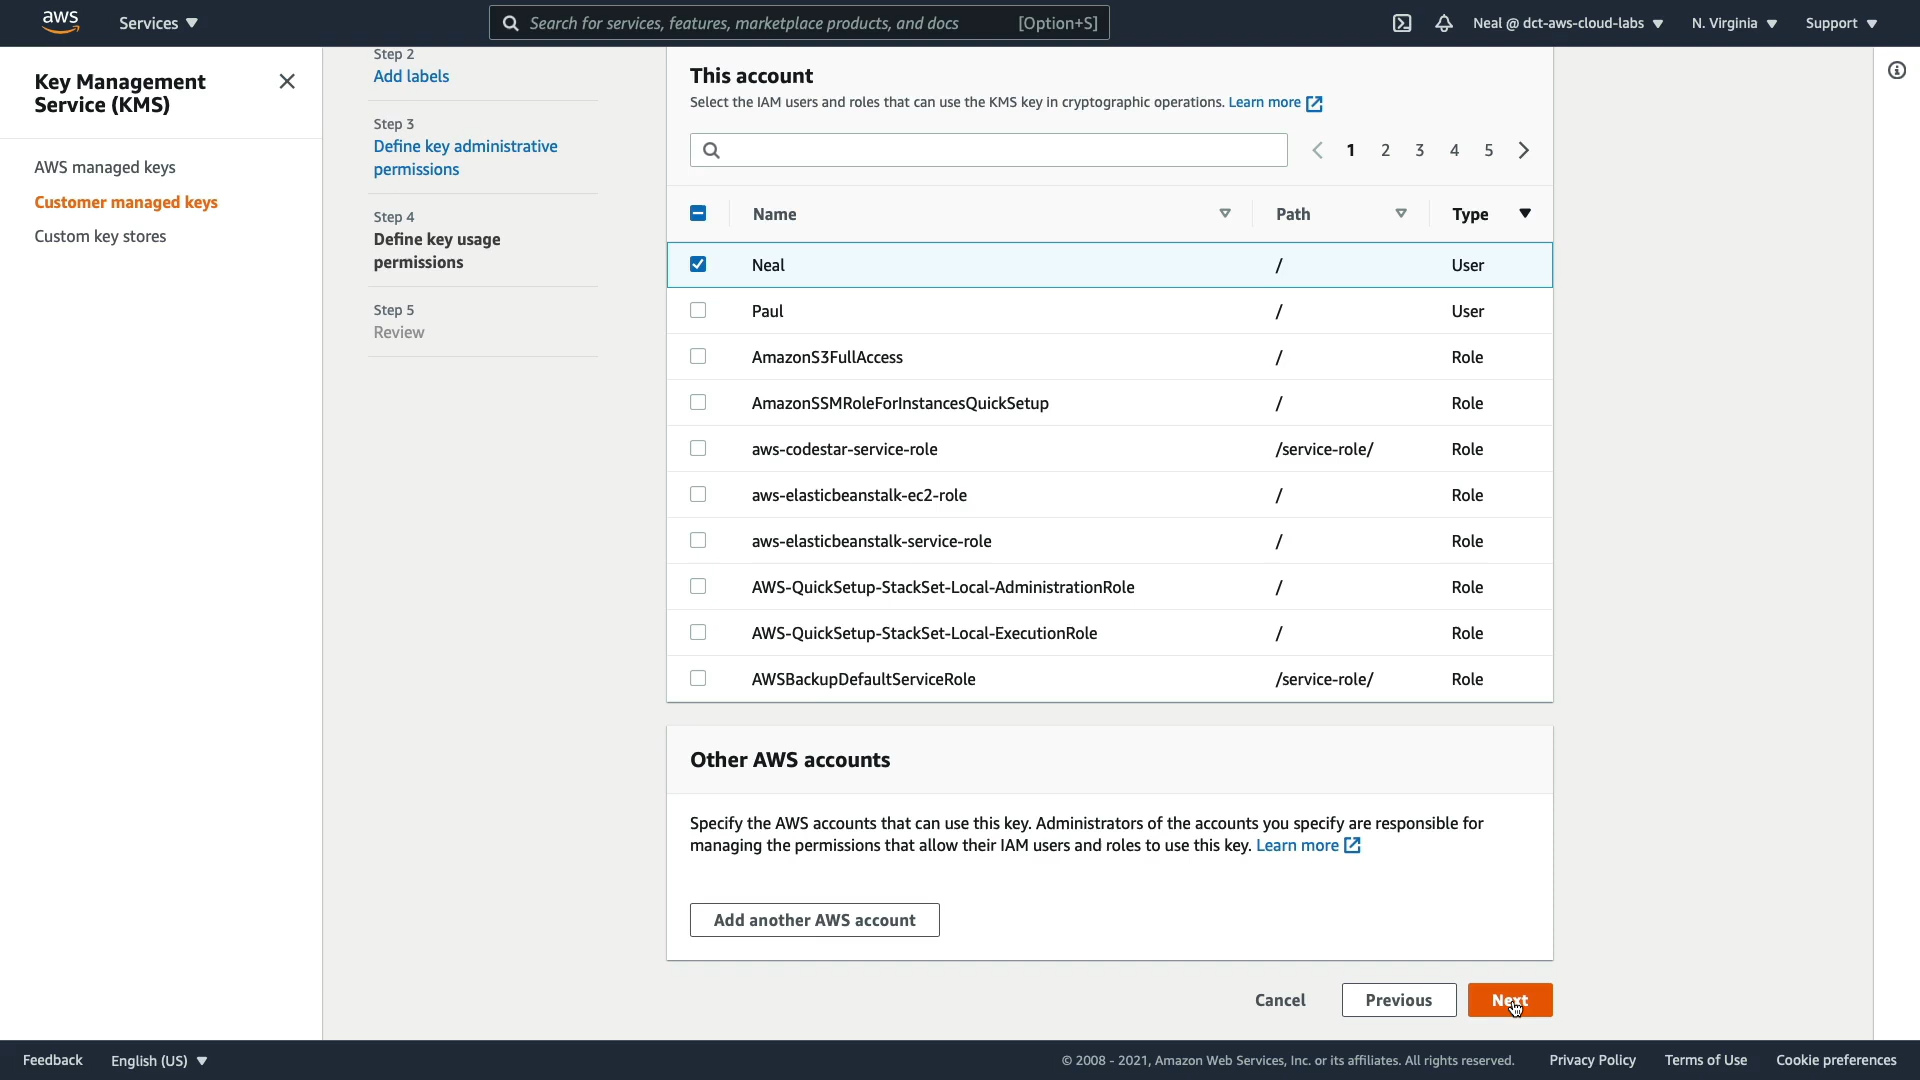 aws
Services
Search for services, features, marketplace products, and docs [Option+S]
Neal @ dct-aws-cloud-labs
N. Virginia
Support
Key Management
Service (KMS)
AWS managed keys
Customer managed keys
Custom key stores
Step 2
Add labels
Step 3
Define key administrative
permissions
Step 4
Define key usage
permissions
Step 5
Review
This account
Select the IAM users and roles that can use the KMS key in cryptographic operations. Learn more
1 2 3 4 5
Name Path Type
Neal / User
Paul / User
AmazonS3FullAccess / Role
AmazonSSMRoleForInstancesQuickSetup / Role
aws-codestar-service-role /service-role/ Role
aws-elasticbeanstalk-ec2-role / Role
aws-elasticbeanstalk-service-role / Role
AWS-QuickSetup-StackSet-Local-AdministrationRole / Role
AWS-QuickSetup-StackSet-Local-ExecutionRole / Role
AWSBackupDefaultServiceRole /service-role/ Role
Other AWS accounts
Specify the AWS accounts that can use this key. Administrators of the accounts you specify are responsible for
managing the permissions that allow their IAM users and roles to use this key. Learn more
Add another AWS account
Cancel
Previous
Next
Feedback
English (US)
© 2008 - 2021, Amazon Web Services, Inc. or its affiliates. All rights reserved.
Privacy Policy
Terms of Use
Cookie preferences